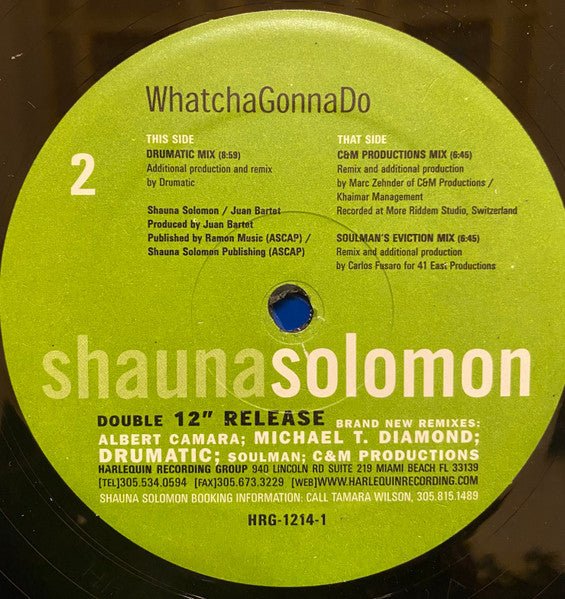 WhatchaGonnaDo
2
THIS SIDE
DRUMATIC MIX (8:59)
Additional production and remix
by Drumatic
Shauna Solomon / Juan Bartet
Produced by Juan Bartet
Published by Ramon Music (ASCAP) /
Shauna Solomon Publishing (ASCAP)
THAT SIDE
C&M PRODUCTIONS MIX (6:45)
Remix and additional production
by Marc Zehnder of C&M Productions /
Khaimar Management
Recorded at More Riddem Studio, Switzerland
SOULMAN'S EVICTION MIX (6:45)
Remix and additional production
by Carlos Fusaro for 41 East Productions
shaunasolomon
DOUBLE 12" RELEASE BRAND NEW REMIXES:
ALBERT CAMARA; MICHAEL T. DIAMOND;
DRUMATIC; SOULMAN; C&M PRODUCTIONS
HARLEQUIN RECORDING GROUP 940 LINCOLN RD SUITE 219 MIAMI BEACH FL 33139
[TEL]305.534.0594 [FAX]305.673.3229 [WEB]WWW.HARLEQUINRECORDING.COM
SHAUNA SOLOMON BOOKING INFORMATION: CALL TAMARA WILSON, 305.815.1489
HRG-1214-1